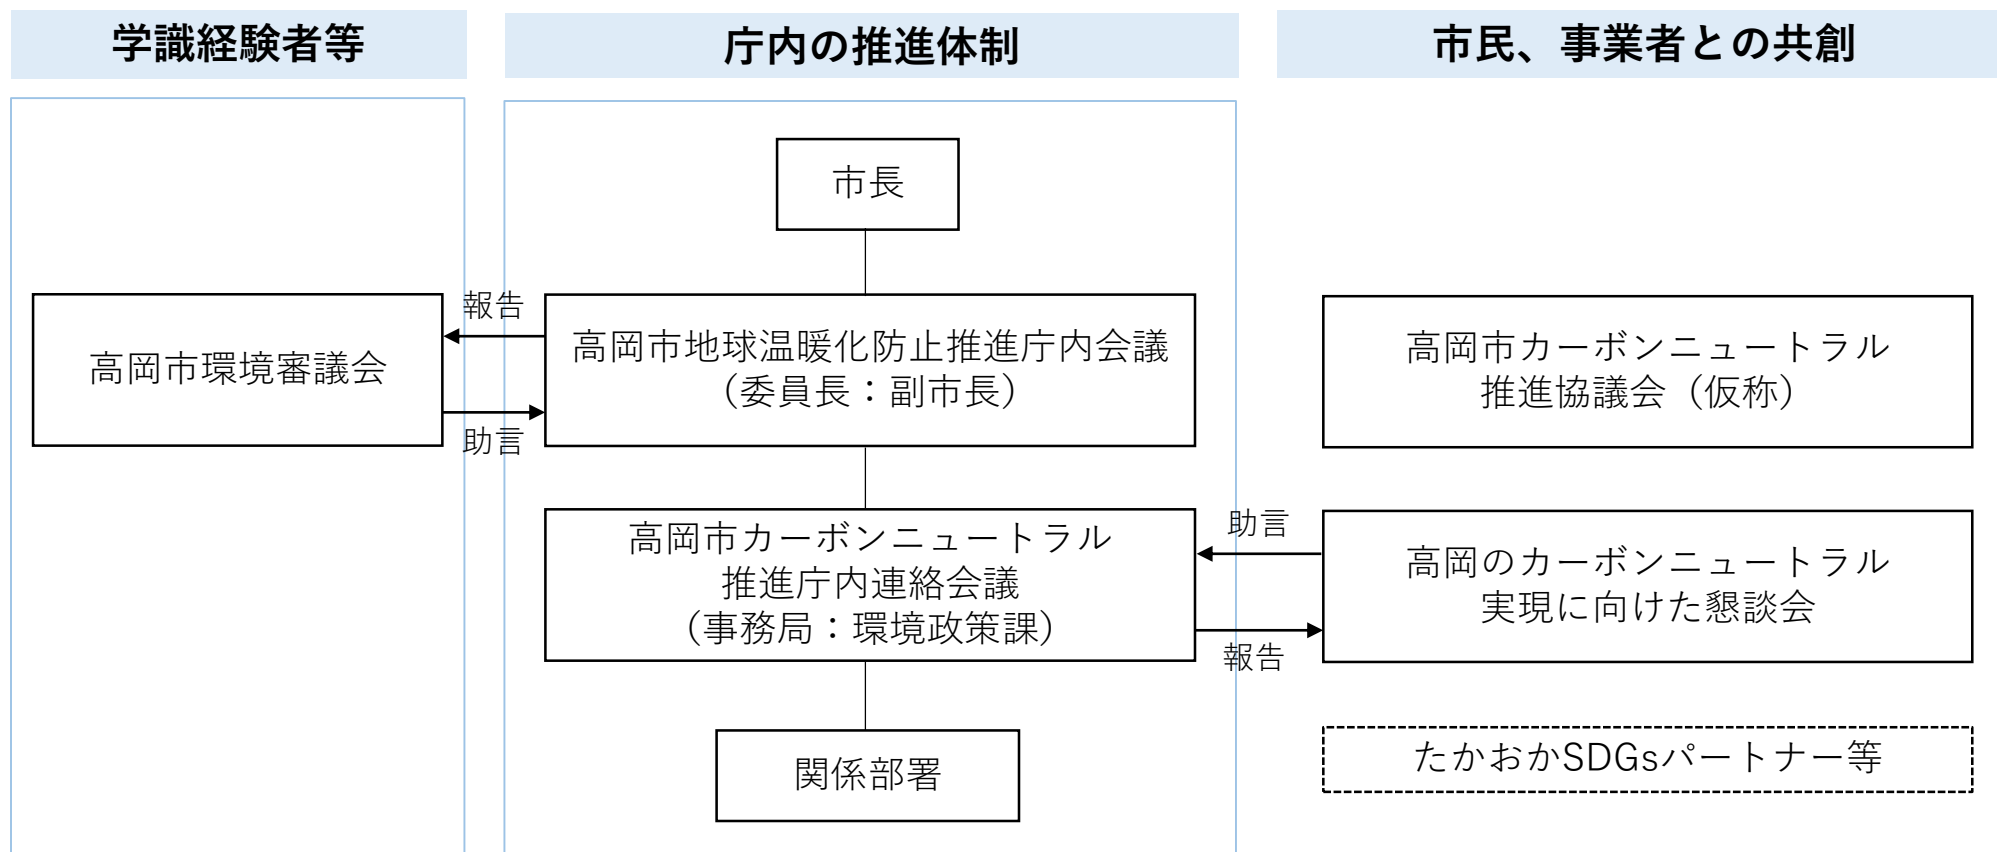 学識経験者等
庁内の推進体制
市民、事業者との共創
市長
報告
高岡市環境審議会
助言
高岡市地球温暖化防止推進庁内会議
（委員長：副市長）
高岡市カーボンニュートラル
推進協議会（仮称）
高岡市カーボンニュートラル
推進庁内連絡会議
（事務局：環境政策課）
助言
報告
高岡のカーボンニュートラル
実現に向けた懇談会
関係部署
たかおかSDGsパートナー等